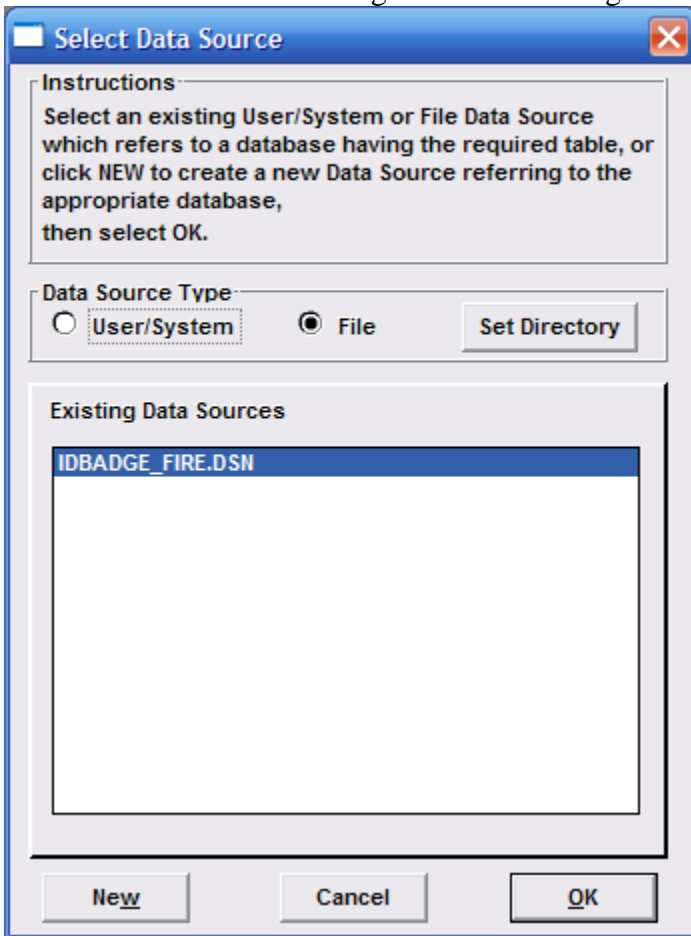 Select Data Source
Instructions
Select an existing User/System or File Data Source
which refers to a database having the required table, or
click NEW to create a new Data Source referring to the
appropriate database,
then select OK.
Data Source Type
User/System File Set Directory
Existing Data Sources
IDBADGE_FIRE.DSN
New Cancel OK